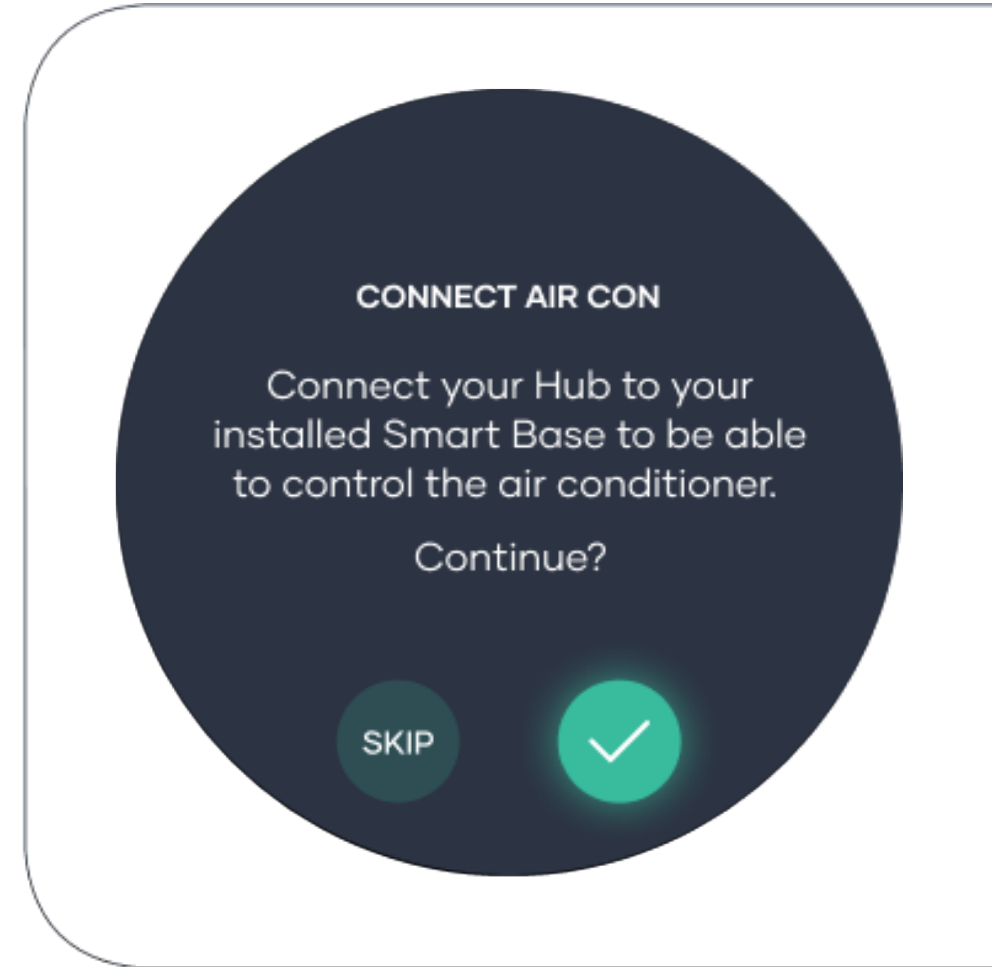 CONNECT AIR CON
Connect your Hub to your
installed Smart Base to be able
to control the air conditioner.
Continue?
SKIP